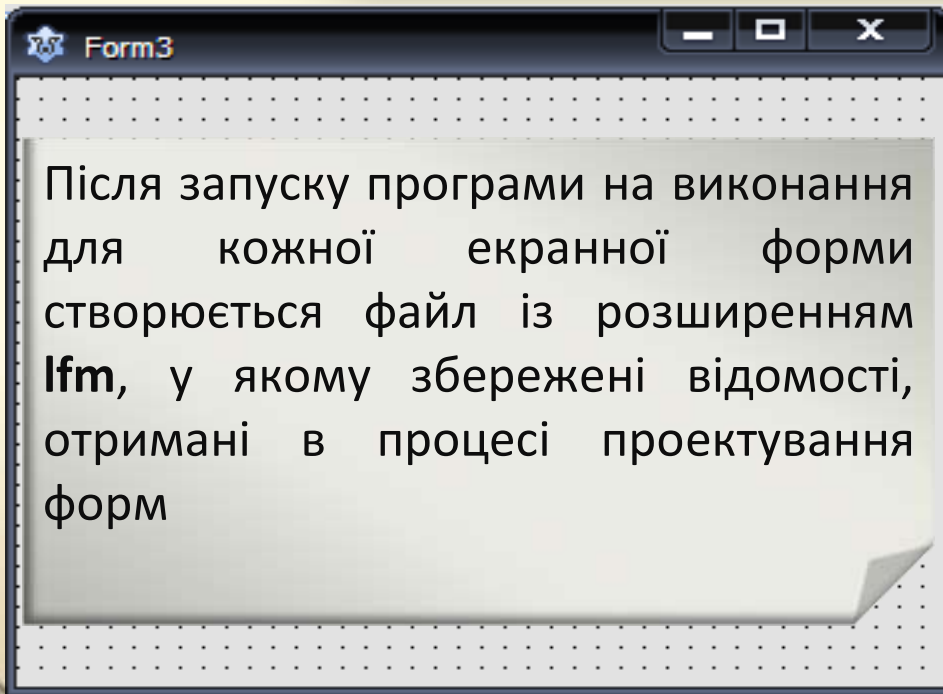 Form3
Після запуску програми на виконання
для кожної екранної форми
створюється файл із розширенням
lfm, у якому збережені відомості,
отримані в процесі проектування
форм